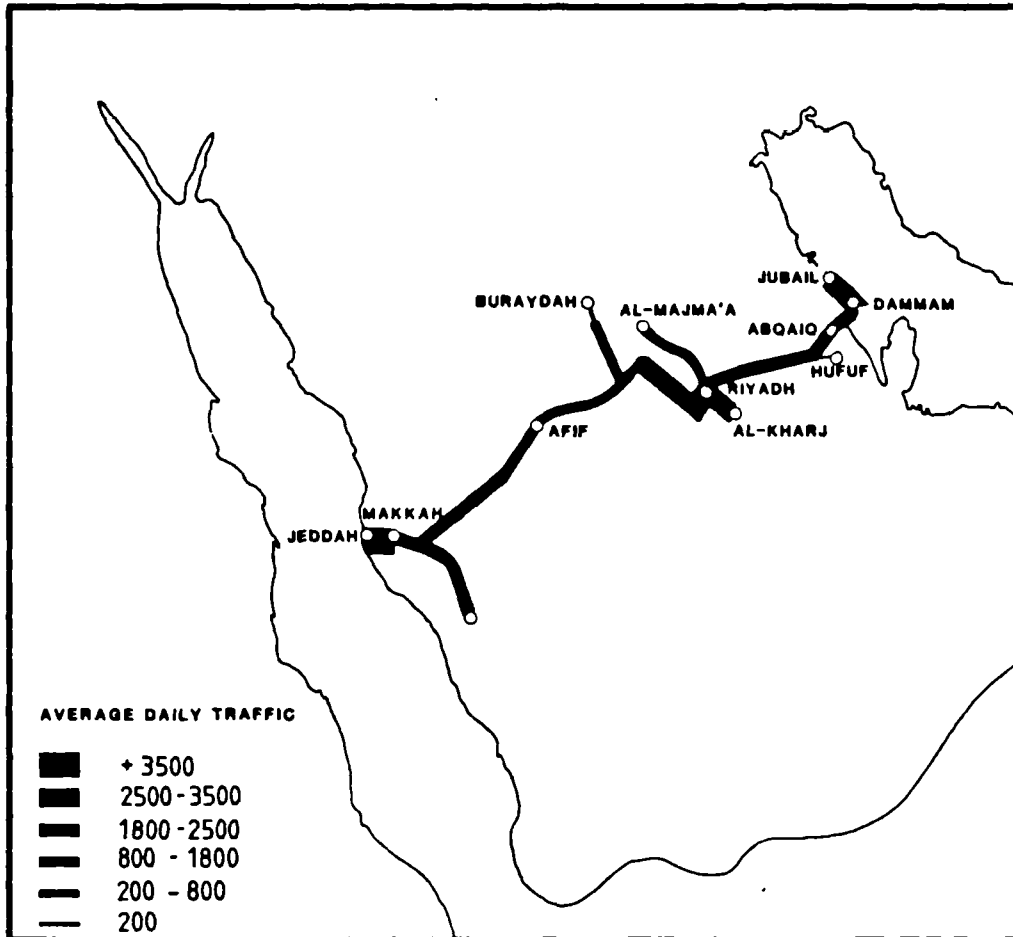 JUBAIL
BURAYDAH
AL-MAJMA'A
DAMMAM
ABQAIQ
HUFUF
RIYADH
AL-KHARJ
AFIF
MAKKAH
JEDDAH
AVERAGE DAILY TRAFFIC
+ 3500
2500-3500
1800-2500
800 - 1800
200 - 800
200